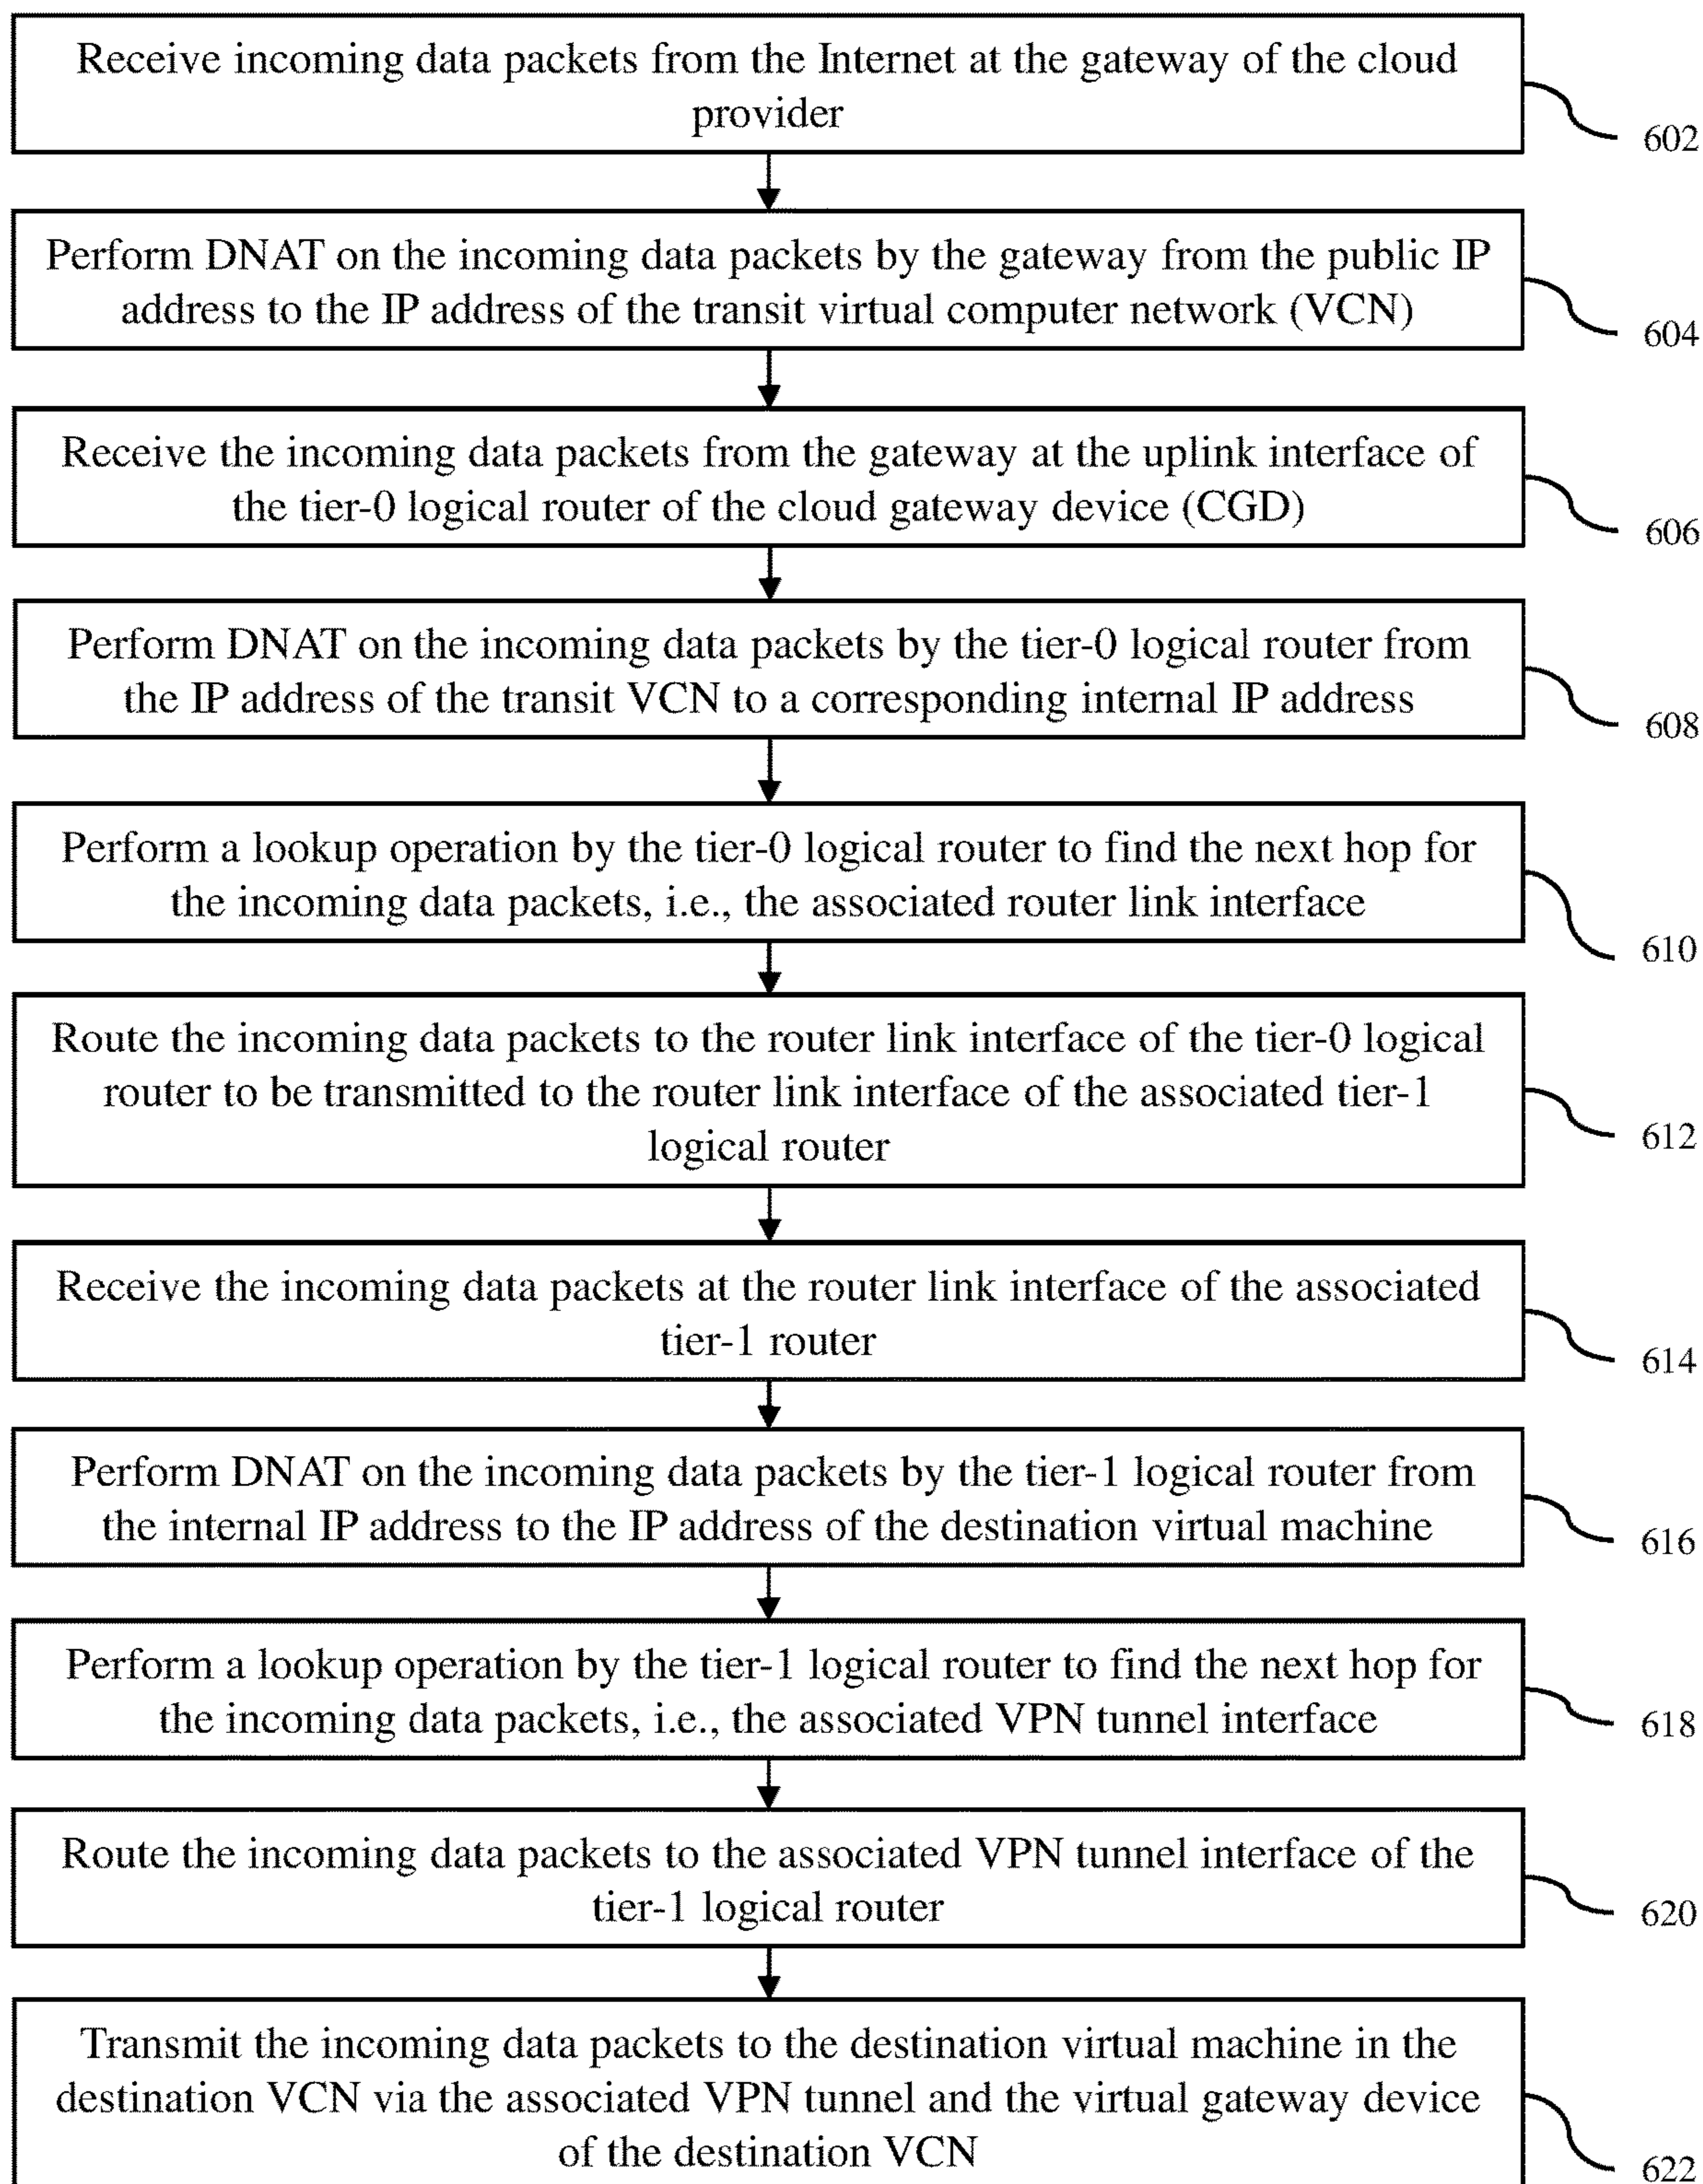 Receive incoming data packets from the Internet at the gateway of the cloud
provider
602
Perform DNAT on the incoming data packets by the gateway from the public IP
address to the IP address of the transit virtual computer network (VCN)
604
Receive the incoming data packets from the gateway at the uplink interface of
the tier-0 logical router of the cloud gateway device (CGD)
606
Perform DNAT on the incoming data packets by the tier-0 logical router from
the IP address of the transit VCN to a corresponding internal IP address
608
Perform a lookup operation by the tier-0 logical router to find the next hop for
the incoming data packets, i.e., the associated router link interface
610
Route the incoming data packets to the router link interface of the tier-0 logical
router to be transmitted to the router link interface of the associated tier-1
logical router
612
Receive the incoming data packets at the router link interface of the associated
tier-1 router
614
Perform DNAT on the incoming data packets by the tier-1 logical router from
the internal IP address to the IP address of the destination virtual machine
616
Perform a lookup operation by the tier-1 logical router to find the next hop for
the incoming data packets, i.e., the associated VPN tunnel interface
618
Route the incoming data packets to the associated VPN tunnel interface of the
tier-1 logical router
620
Transmit the incoming data packets to the destination virtual machine in the
destination VCN via the associated VPN tunnel and the virtual gateway device
of the destination VCN
622